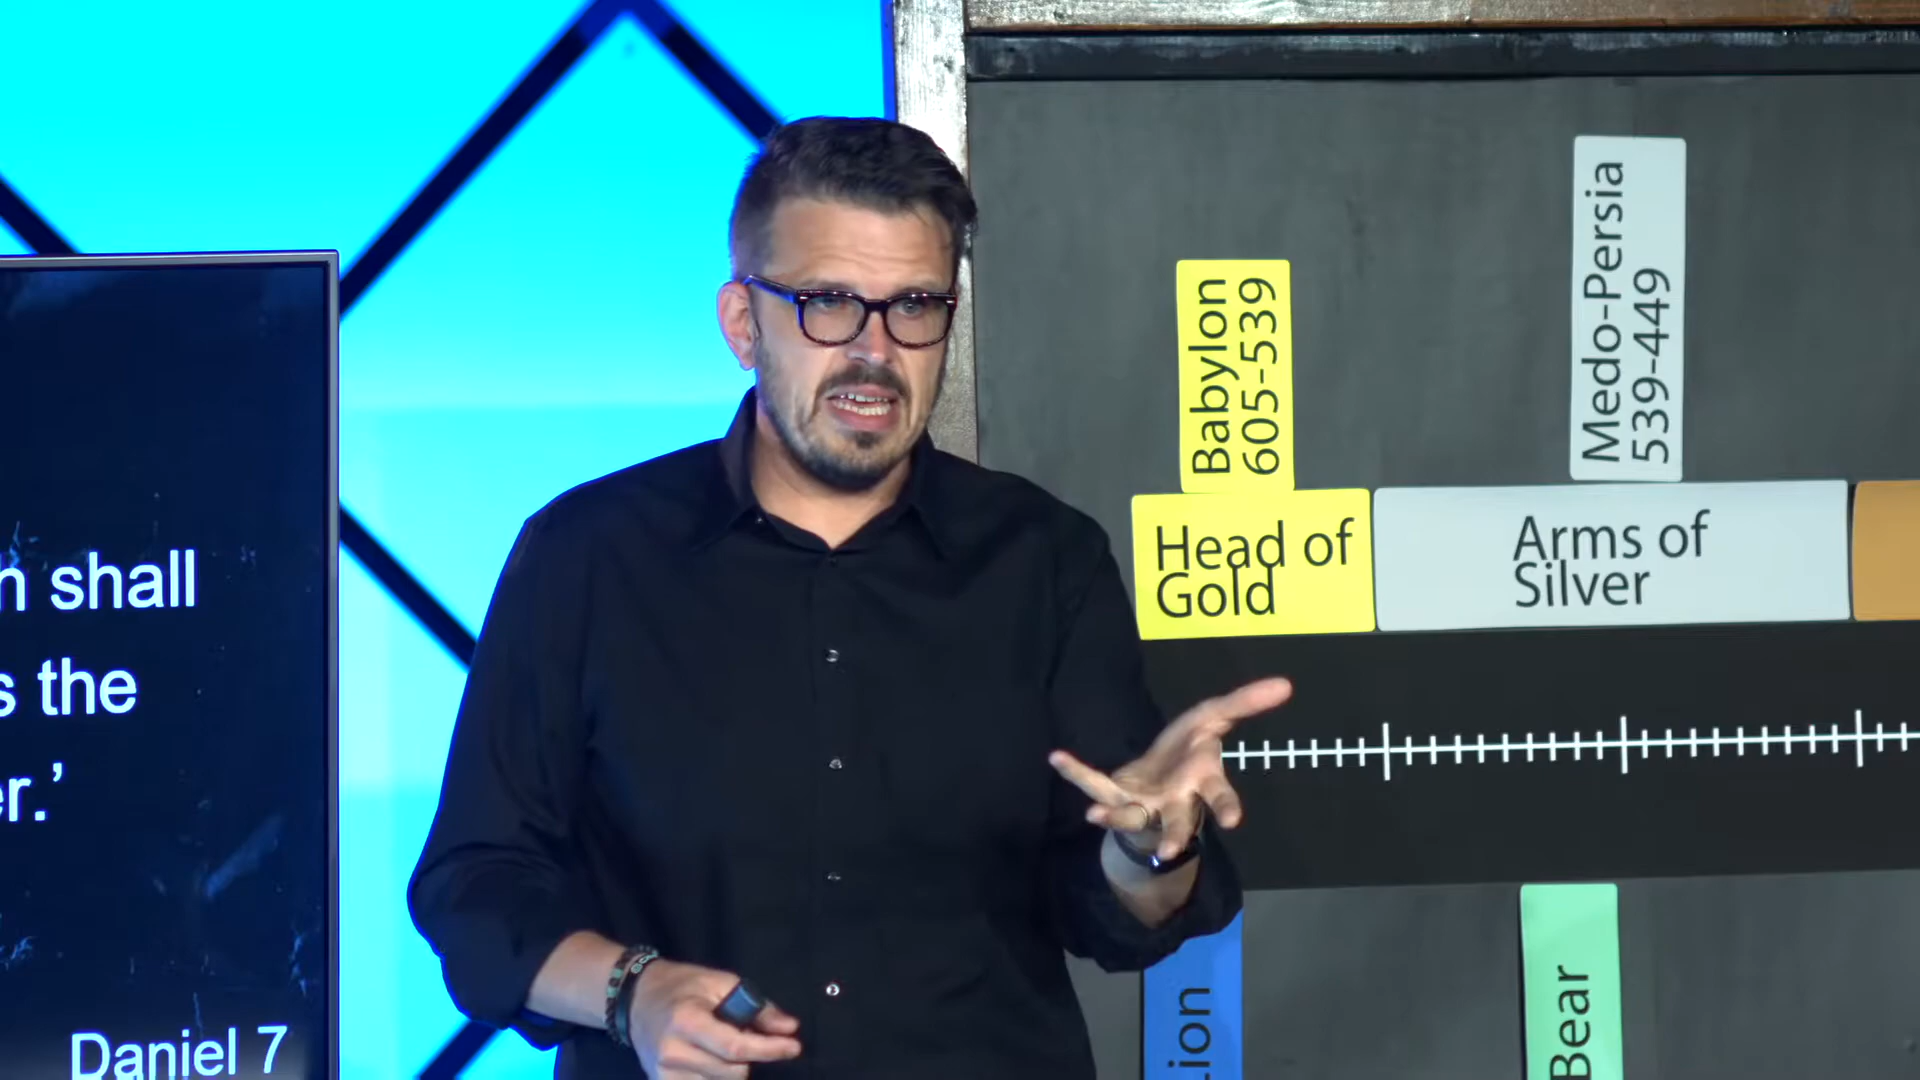 shall
s the
er.’
Daniel 7
Babylon
605-539
Medo-Persia
539-449
Head of
Gold
Arms of
Silver
Lion
Bear